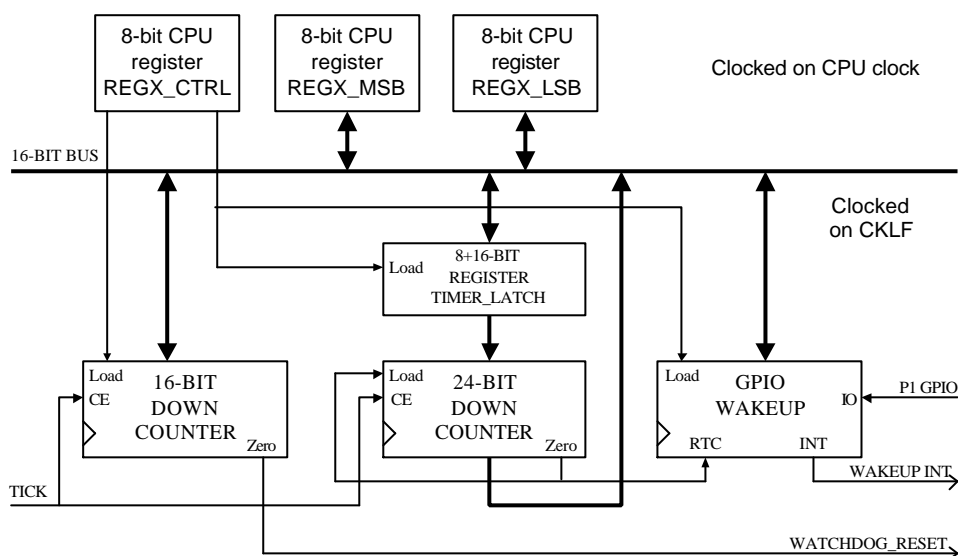 8-bit CPU
register
REGX_CTRL
8-bit CPU
register
REGX_MSB
8-bit CPU
register
REGX_LSB
Clocked on CPU clock
16-BIT BUS
Clocked
on CKLF
Load
8+16-BIT
REGISTER
TIMER_LATCH
Load
CE
16-BIT
DOWN
COUNTER
Zero
Load
CE
24-BIT
DOWN
COUNTER
Zero
Load
GPIO
WAKEUP
IO
RTC
INT
P1 GPIO
WAKEUP INT
TICK
WATCHDOG_RESET